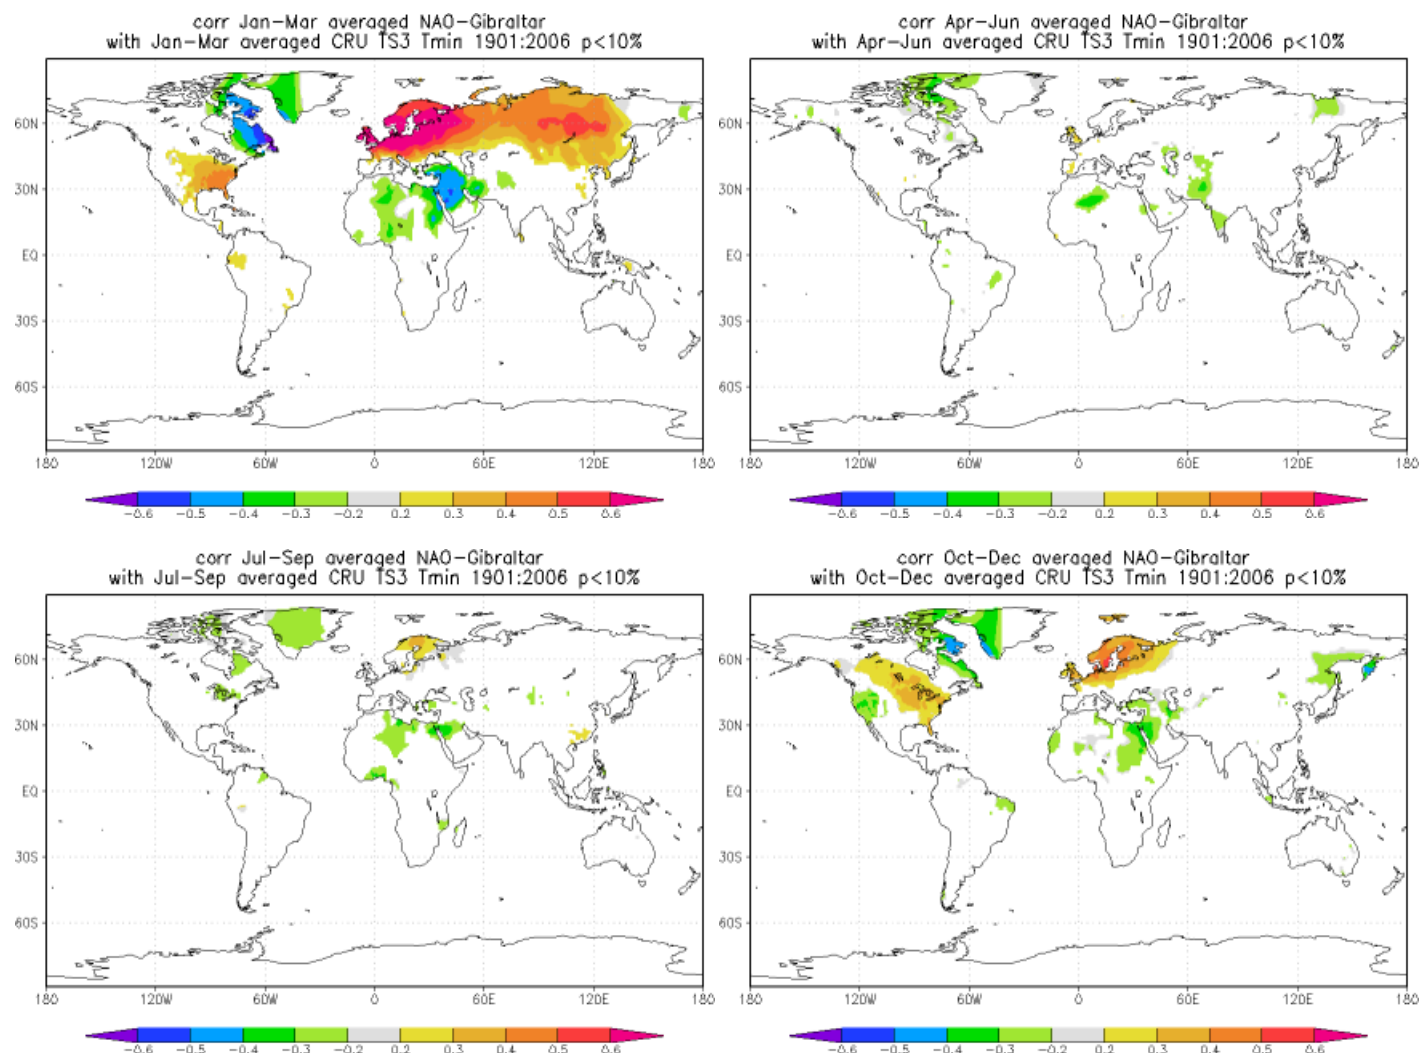 corr Jan-Mar averaged NAO-Gibraltar
with Jan-Mar averaged CRU TS3 Tmin 1901:2006 p<10%
60N
30N
EQ
30S
60S
180 120W 60W 0 60E 120E 180
-0.6 -0.5 -0.4 -0.3 -0.2 0.2 0.3 0.4 0.5 0.6
corr Apr-Jun averaged NAO-Gibraltar
with Apr-Jun averaged CRU TS3 Tmin 1901:2006 p<10%
60N
30N
EQ
30S
60S
180 120W 60W 0 60E 120E 180
-0.6 -0.5 -0.4 -0.3 -0.2 0.2 0.3 0.4 0.5 0.6
corr Jul-Sep averaged NAO-Gibraltar
with Jul-Sep averaged CRU TS3 Tmin 1901:2006 p<10%
60N
30N
EQ
30S
60S
180 120W 60W 0 60E 120E 180
-0.6 -0.5 -0.4 -0.3 -0.2 0.2 0.3 0.4 0.5 0.6
corr Oct-Dec averaged NAO-Gibraltar
with Oct-Dec averaged CRU TS3 Tmin 1901:2006 p<10%
60N
30N
EQ
30S
60S
180 120W 60W 0 60E 120E 180
-0.6 -0.5 -0.4 -0.3 -0.2 0.2 0.3 0.4 0.5 0.6